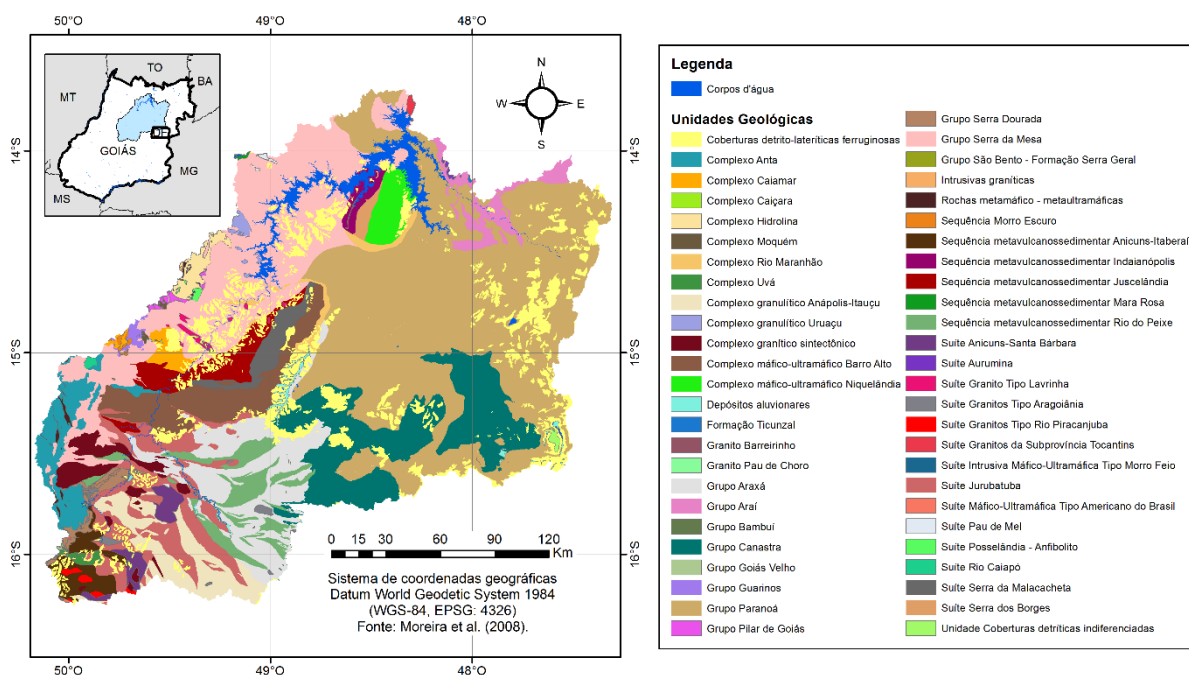 50°O
49°O
48°O
TO
BA
MT
DF
GOIÁS
MG
MS
N
W
E
S
14°S
14°S
15°S
15°S
16°S
16°S
0 15 30 60 90 120
Km
Sistema de coordenadas geográficas
Datum World Geodetic System 1984
(WGS-84, EPSG: 4326)
Fonte: Moreira et al. (2008).
50°O
49°O
48°O
Legenda
Corpos d'água
Unidades Geológicas
Coberturas detrito-lateríticas ferruginosas
Complexo Anta
Complexo Caiamar
Complexo Caiçara
Complexo Hidrolina
Complexo Moquém
Complexo Rio Maranhão
Complexo Uvá
Complexo granulítico Anápolis-Itauçu
Complexo granulítico Uruaçu
Complexo granítico sintectônico
Complexo máfico-ultramáfico Barro Alto
Complexo máfico-ultramáfico Niquelândia
Depósitos aluvionares
Formação Ticunzal
Granito Barreirinho
Granito Pau de Choro
Grupo Araxá
Grupo Araí
Grupo Bambuí
Grupo Canastra
Grupo Goiás Velho
Grupo Guarinos
Grupo Paranoá
Grupo Pilar de Goiás
Grupo Serra Dourada
Grupo Serra da Mesa
Grupo São Bento - Formação Serra Geral
Intrusivas graníticas
Rochas metamáfico - metaultramáficas
Sequência Morro Escuro
Sequência metavulcanossedimentar Anicuns-Itaberaí
Sequência metavulcanossedimentar Indaianópolis
Sequência metavulcanossedimentar Juscelândia
Sequência metavulcanossedimentar Mara Rosa
Sequência metavulcanossedimentar Rio do Peixe
Suíte Anicuns-Santa Bárbara
Suíte Aurumina
Suíte Granito Tipo Lavrinha
Suíte Granitos Tipo Aragoiânia
Suíte Granitos Tipo Rio Piracanjuba
Suíte Granitos da Subprovíncia Tocantins
Suíte Intrusiva Máfico-Ultramáfica Tipo Morro Feio
Suíte Jurubatuba
Suíte Máfico-Ultramáfica Tipo Americano do Brasil
Suíte Pau de Mel
Suíte Posselândia - Anfibolito
Suíte Rio Caiapó
Suíte Serra da Malacacheta
Suíte Serra dos Borges
Unidade Coberturas detríticas indiferenciadas